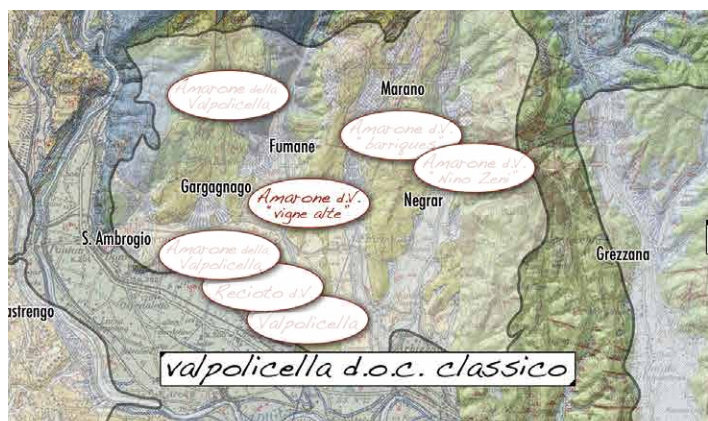 Marano
Amarone della
Valpolicella
Amarone d.V.
"barriques"
Fumane
Amarone d.V.
"Nino Zeni"
Gargagnago
Amarone d.V.
"vigne alte"
Negrar
S. Ambrogio
Amarone della
Valpolicella
Grezzana
Recioto d.V.
astrengo
Valpolicella
valpolicella d.o.c. classico